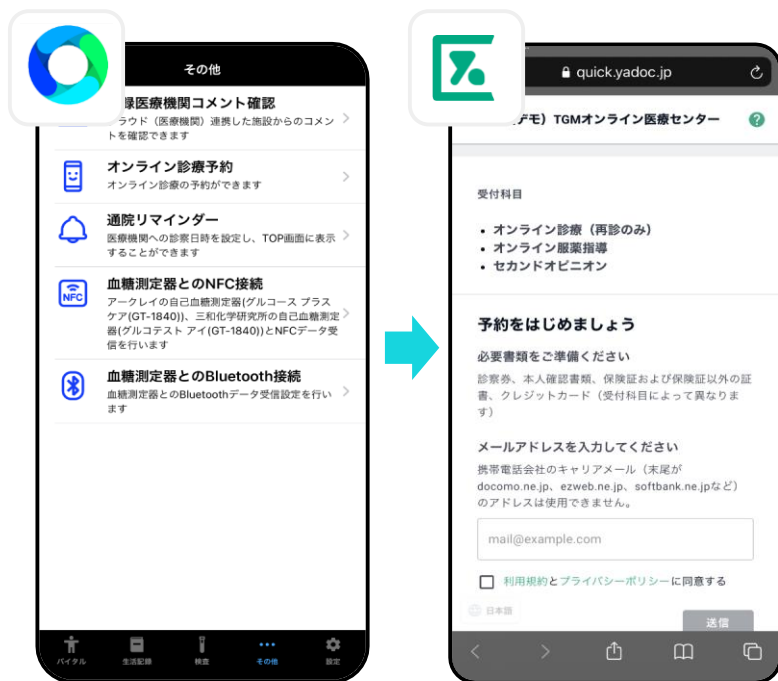 その他
録医療機関コメント確認
クラウド（医療機関）連携した施設からのコメン
トを確認できます
オンライン診療予約
オンライン診療の予約ができます
通院リマインダー
医療機関への診察日時を設定し、TOP画面に表示
することができます
NFC
血糖測定器とのNFC接続
アークレイの自己血糖測定器(グルコース プラス
ケア(GT-1840))、三和化学研究所の自己血糖測定
器(グルコテスト アイ(GT-1840))とNFCデータ受
信を行います
血糖測定器とのBluetooth接続
血糖測定器とのBluetoothデータ受信設定を行い
ます
バイタル
生活記録
検査
その他
設定
quick.yadoc.jp
デモ）TGMオンライン医療センター
受付科目
• オンライン診療（再診のみ）
• オンライン服薬指導
• セカンドオピニオン
予約をはじめましょう
必要書類をご準備ください
診察券、本人確認書類、保険証および保険証以外の証
書、クレジットカード（受付科目によって異なりま
す）
メールアドレスを入力してください
携帯電話会社のキャリアメール（末尾が
docomo.ne.jp、ezweb.ne.jp、softbank.ne.jpなど）
のアドレスは使用できません。
mail@example.com
利用規約とプライバシーポリシーに同意する
日本語
送信